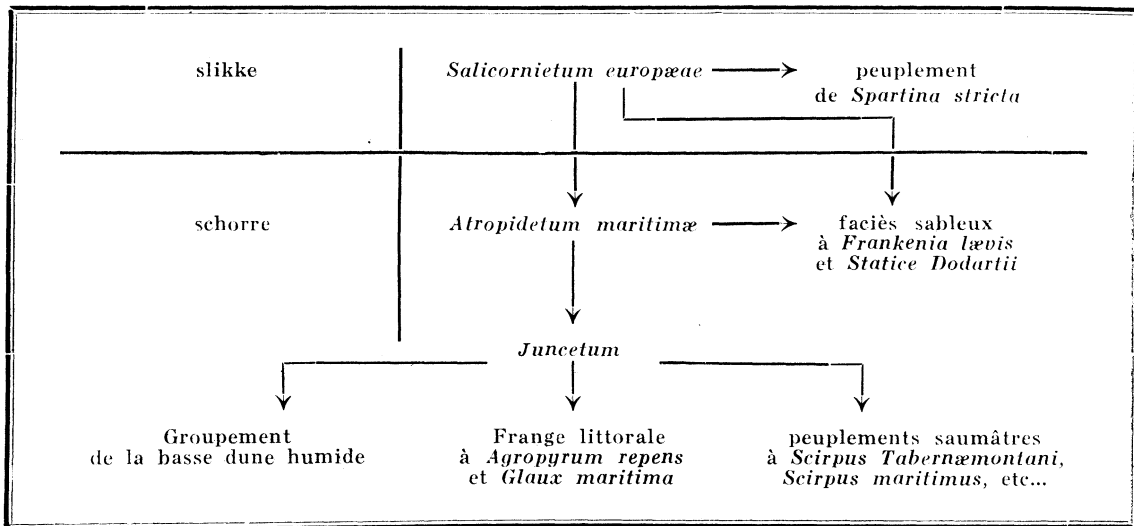 slikke
Salicornietum europææ
peuplement
de Spartina stricta
schorre
Atropidetum maritimæ
faciès sableux
à Frankenia lævis
et Statice Dodartii
Juncetum
Groupement
de la basse dune humide
Frange littorale
à Agropyrum repens
et Glaux maritima
peuplements saumâtres
à Scirpus Tabernæmontani,
Scirpus maritimus, etc...